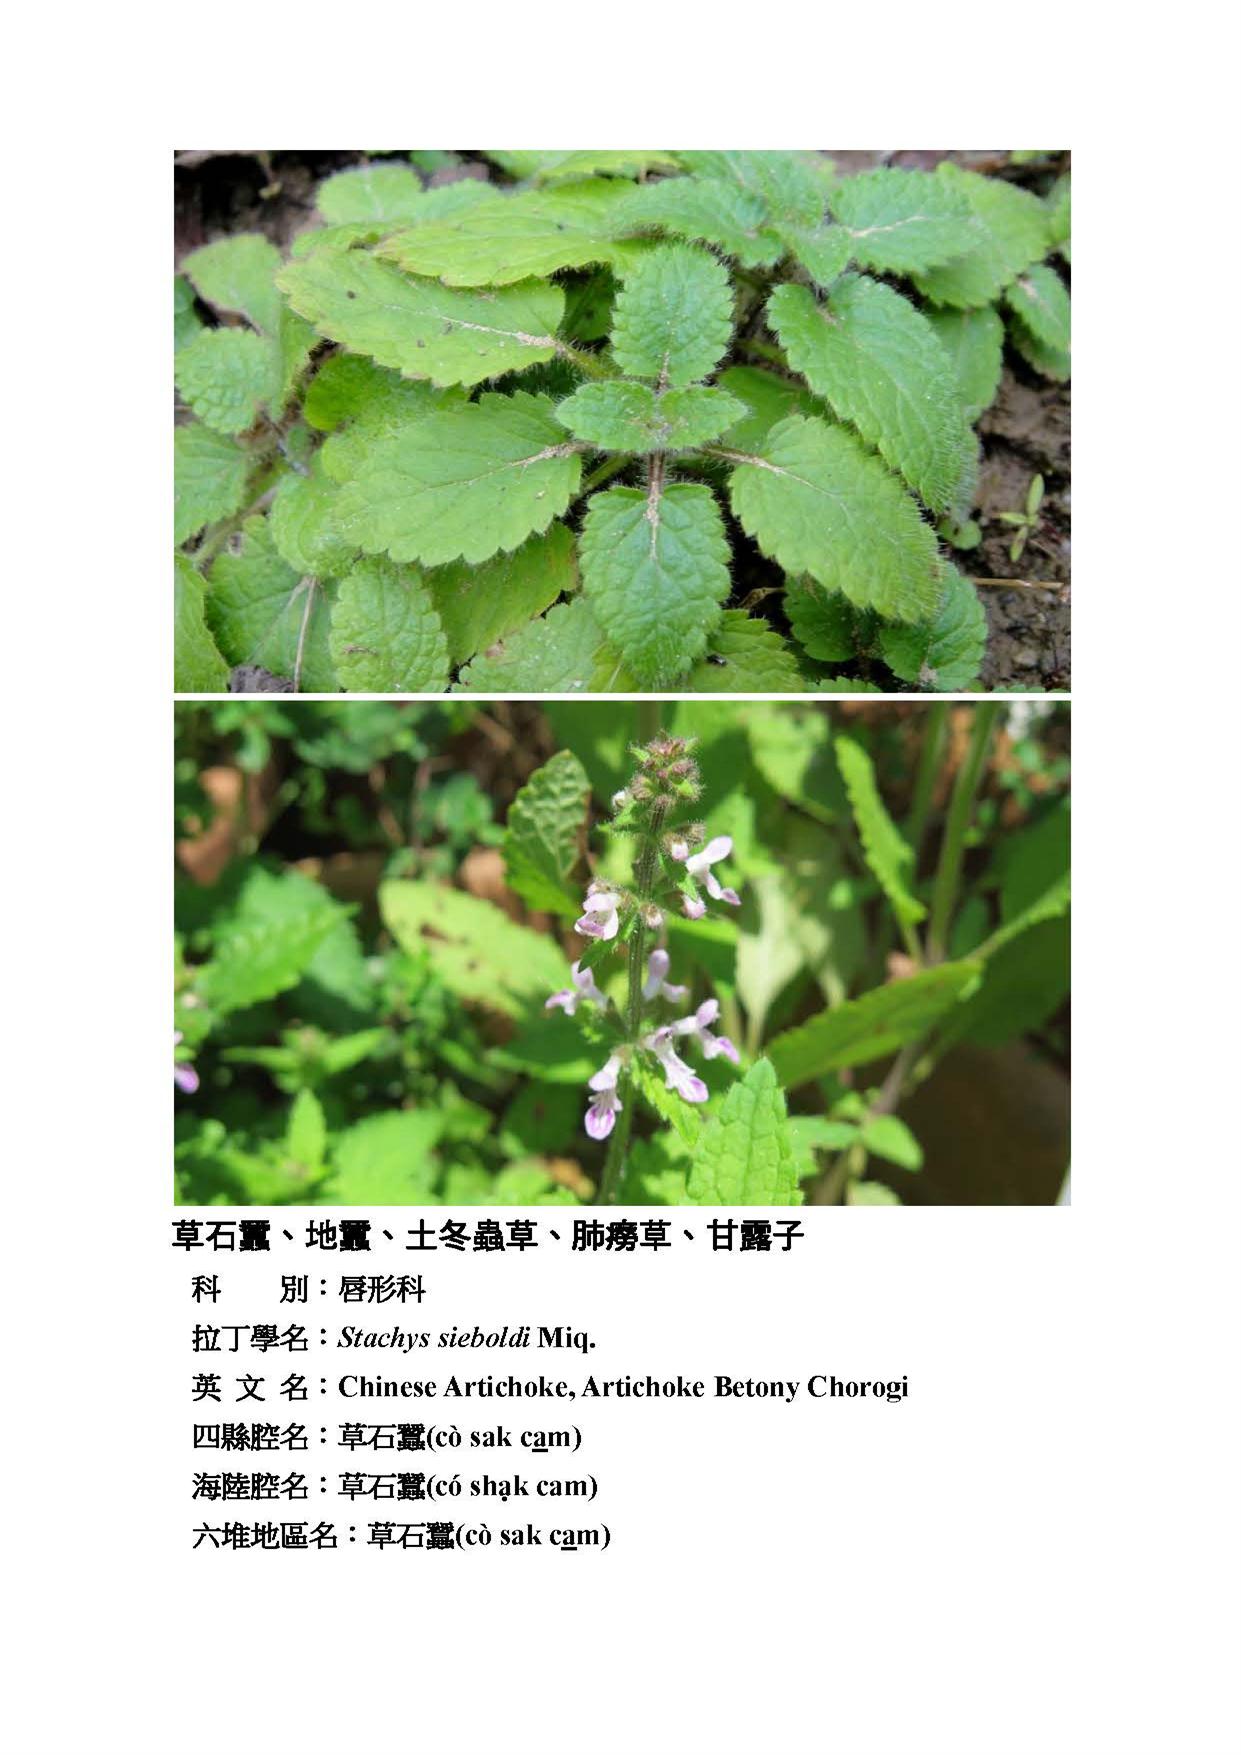 草石蠶、地蠶、土冬蟲草、肺癆草、甘露子
科　　別：唇形科
拉丁學名：Stachys sieboldi Miq.
英 文 名：Chinese Artichoke, Artichoke Betony Chorogi
四縣腔名：草石蠶(cò sak cam)
海陸腔名：草石蠶(có shạk cam)
六堆地區名：草石蠶(cò sak cam)